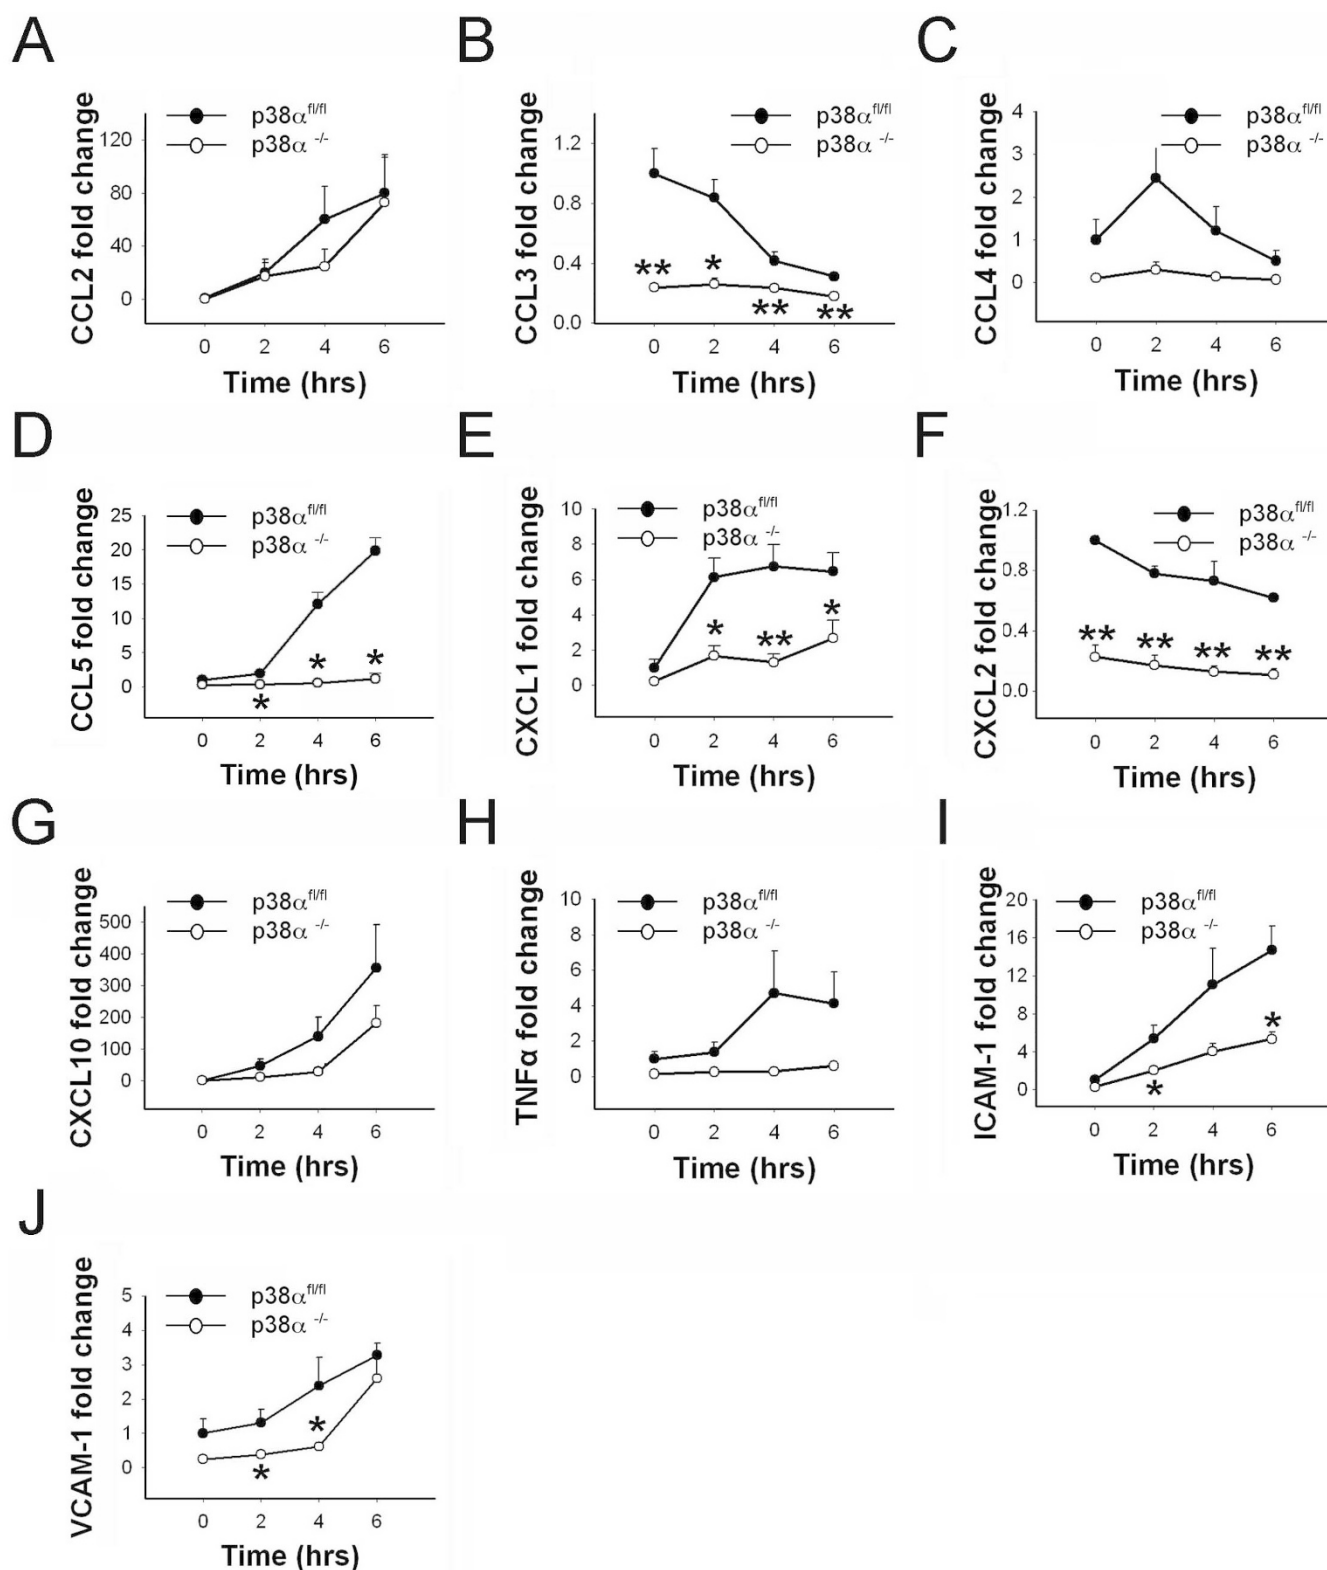 A
CCL2 fold change
p38α fl/fl
p38α -/-
120
80
40
0
0 2 4 6
Time (hrs)
B
CCL3 fold change
p38α fl/fl
p38α -/-
1.2
0.8
0.4
0.0
** *
** **
0 2 4 6
Time (hrs)
C
CCL4 fold change
p38α fl/fl
p38α -/-
4
3
2
1
0
0 2 4 6
Time (hrs)
D
CCL5 fold change
p38α fl/fl
p38α -/-
25
20
15
10
5
0
* *
*
0 2 4 6
Time (hrs)
E
CXCL1 fold change
p38α fl/fl
p38α -/-
10
8
6
4
2
0
* ** *
0 2 4 6
Time (hrs)
F
CXCL2 fold change
p38α fl/fl
p38α -/-
1.2
0.8
0.4
0.0
** ** ** **
0 2 4 6
Time (hrs)
G
CXCL10 fold change
p38α fl/fl
p38α -/-
500
400
300
200
100
0
0 2 4 6
Time (hrs)
H
TNFα fold change
p38α fl/fl
p38α -/-
10
8
6
4
2
0
0 2 4 6
Time (hrs)
I
ICAM-1 fold change
p38α fl/fl
p38α -/-
20
16
12
8
4
0
*
*
0 2 4 6
Time (hrs)
J
VCAM-1 fold change
p38α fl/fl
p38α -/-
5
4
3
2
1
0
*
*
0 2 4 6
Time (hrs)